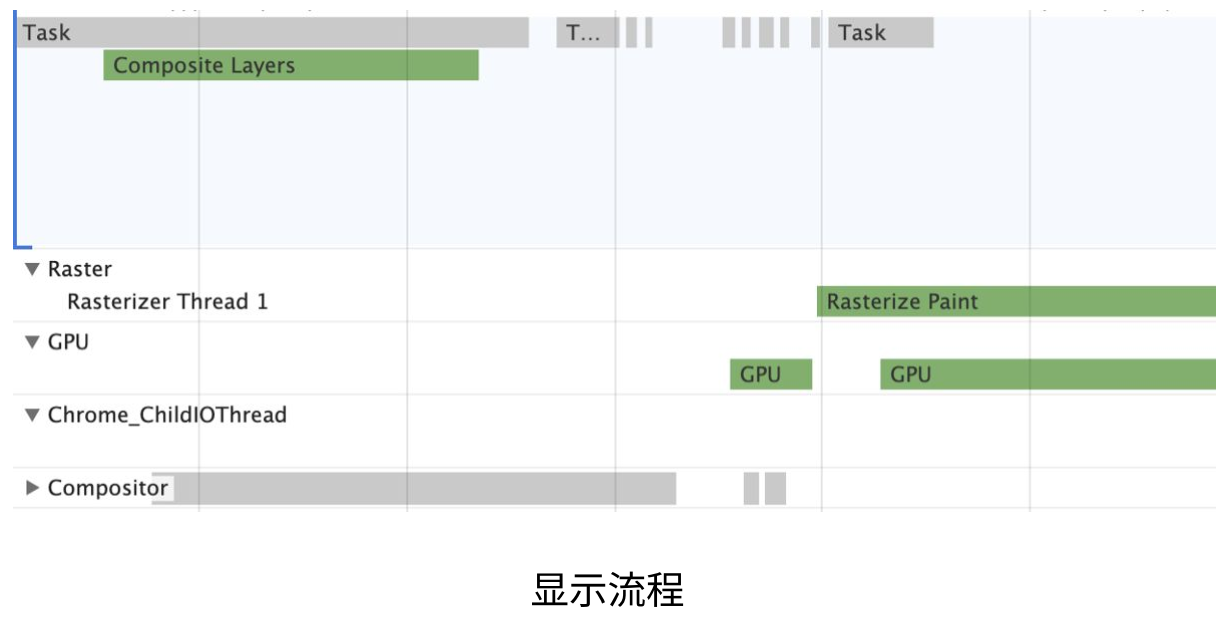 Task T... Task
Composite Layers
Raster
Rasterizer Thread 1 Rasterize Paint
GPU
GPU GPU
Chrome_ChildIOThread
Compositor
显示流程